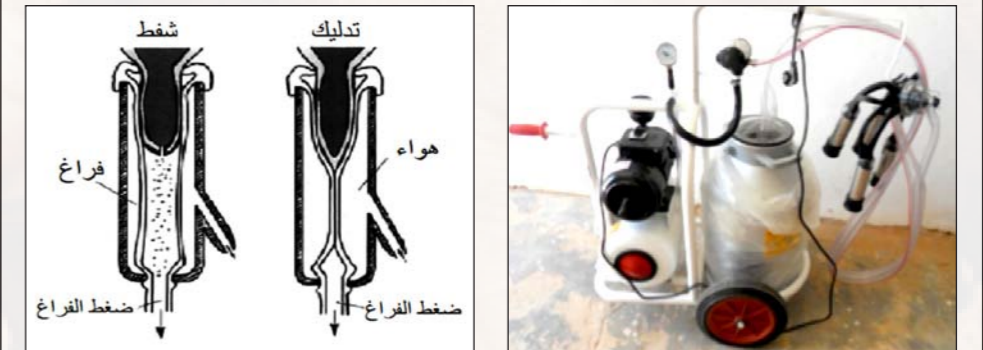 شفط
تدليك
فراغ
هواء
ضغط الفراغ
ضغط الفراغ